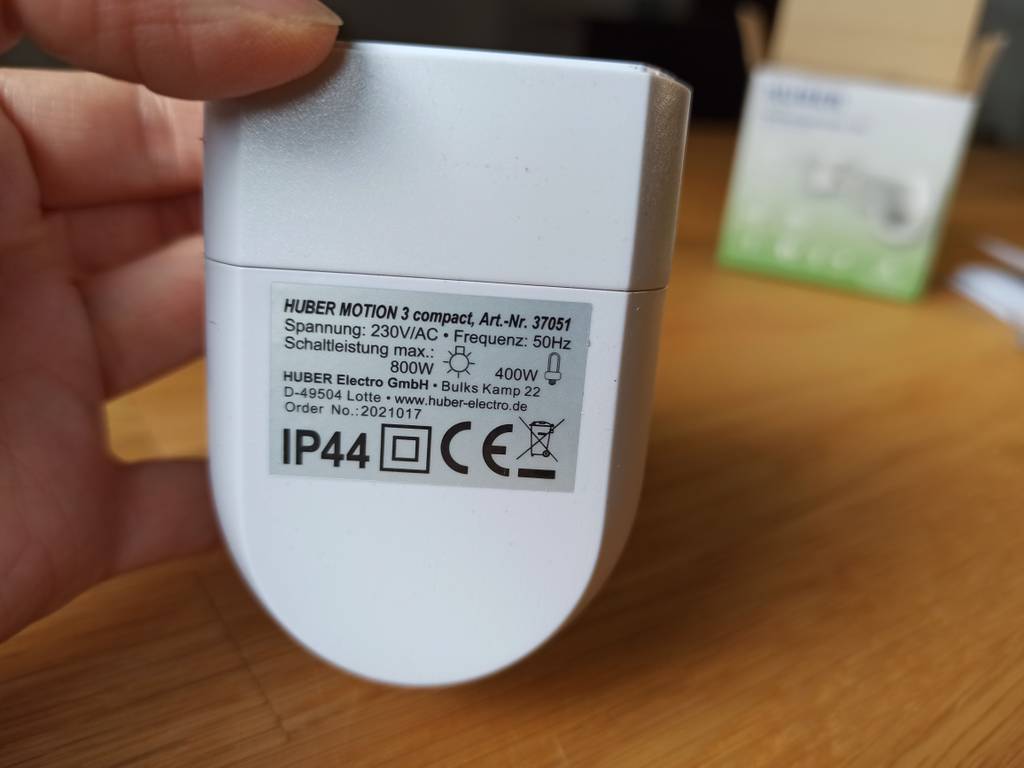 HUBER MOTION 3 compact, Art.-Nr. 37051
Spannung: 230V/AC • Frequenz: 50Hz
Schaltleistung max.:
800W 400W
HUBER Electro GmbH • Bulks Kamp 22
D-49504 Lotte • www.huber-electro.de
Order No.:2021017
IP44 CE
HUBER